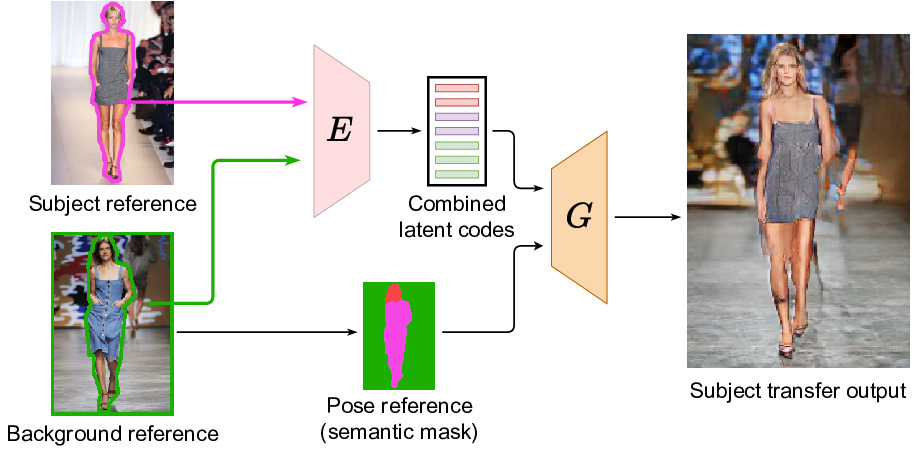 Subject reference
E
Combined
latent codes
G
Background reference
Pose reference
(semantic mask)
Subject transfer output